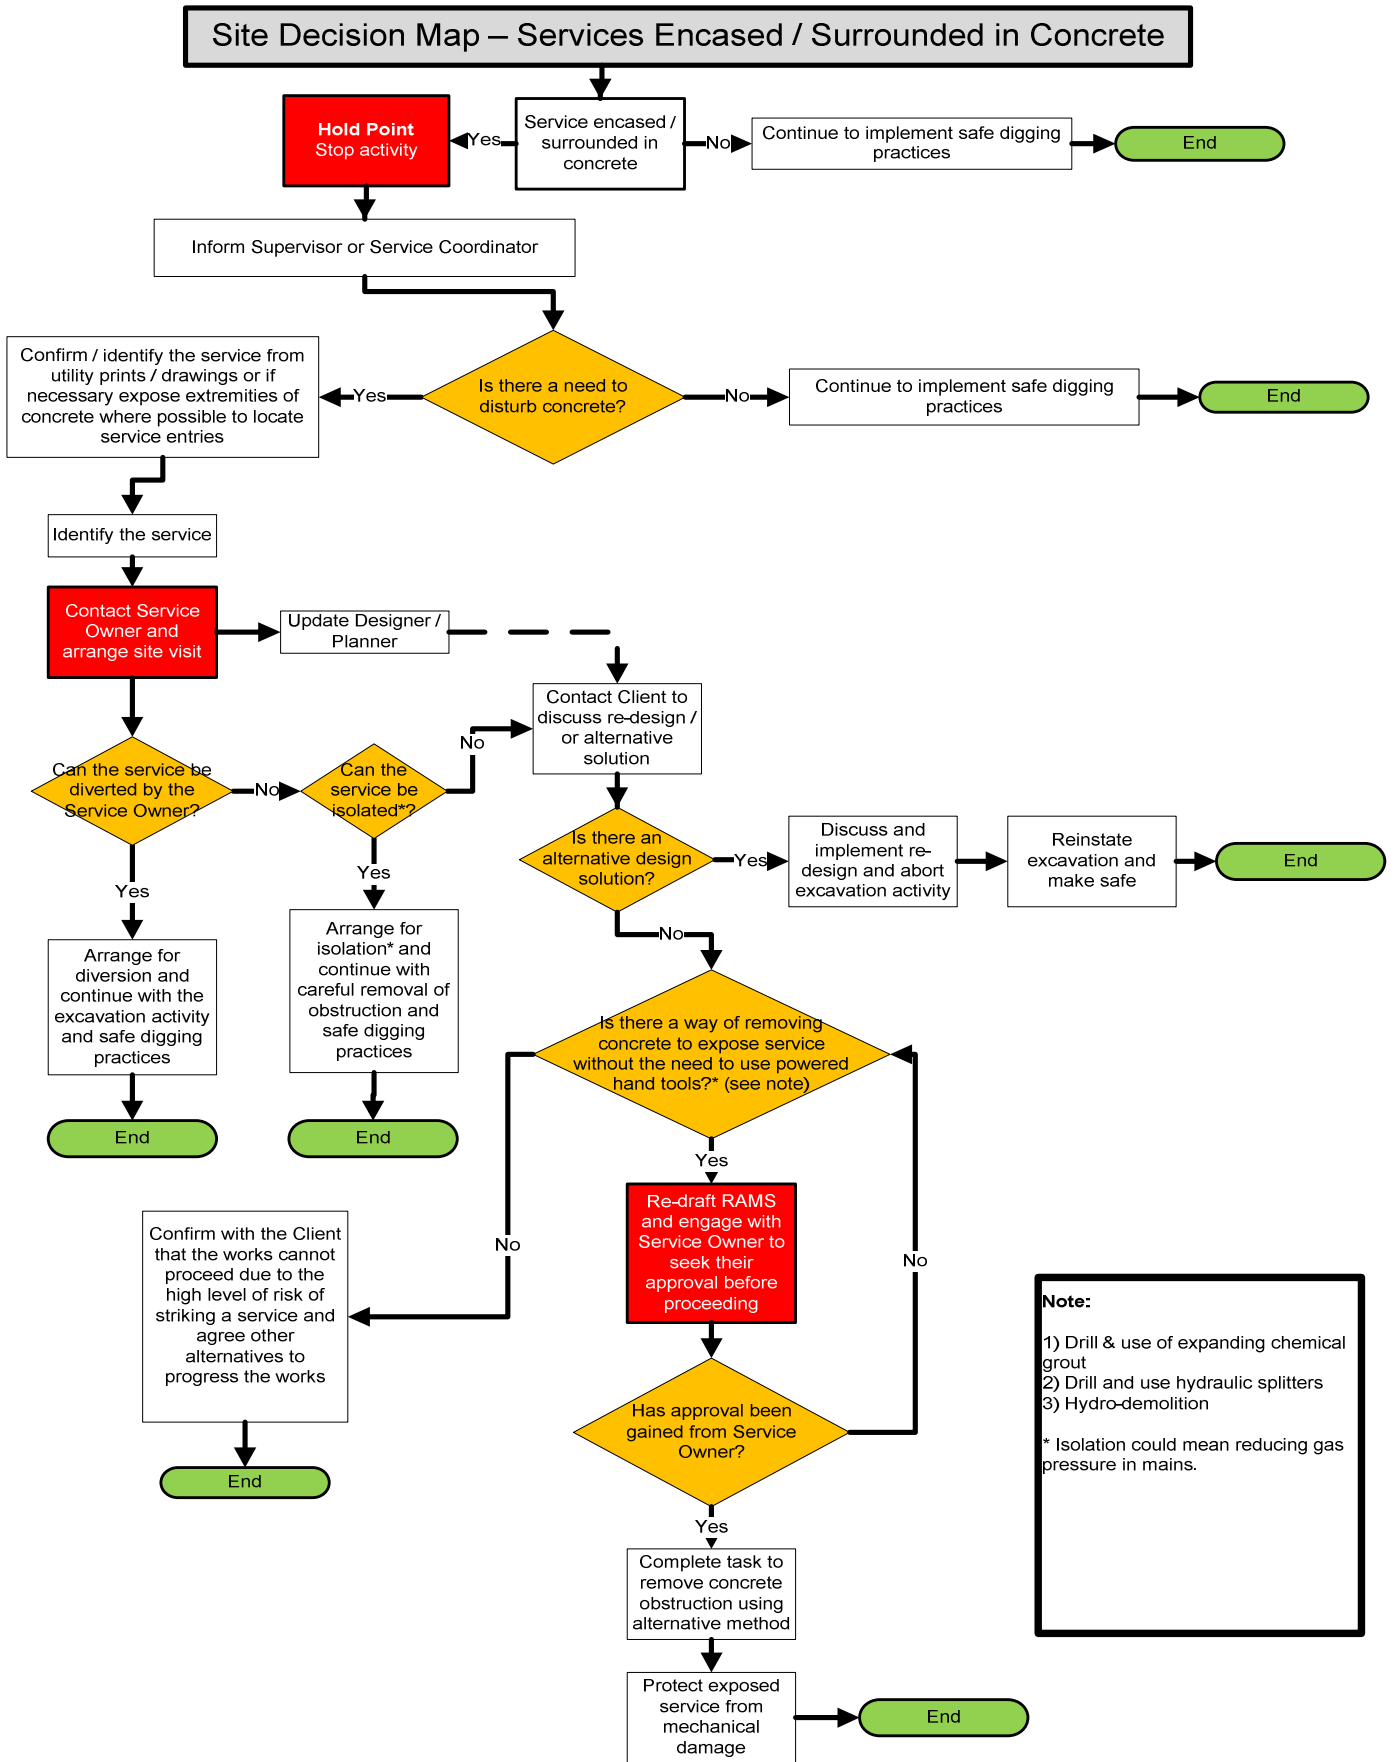 Site Decision Map – Services Encased / Surrounded in Concrete
Hold Point
Stop activity
Yes
Service encased /
surrounded in
concrete
No
Continue to implement safe digging
practices
End
Inform Supervisor or Service Coordinator
Confirm / identify the service from
utility prints / drawings or if
necessary expose extremities of
concrete where possible to locate
service entries
Yes
Is there a need to
disturb concrete?
No
Continue to implement safe digging
practices
End
Identify the service
Contact Service
Owner and
arrange site visit
Update Designer /
Planner
Contact Client to
discuss re-design /
or alternative
solution
No
Can the service be
diverted by the
Service Owner?
No
Can the
service be
isolated*?
Is there an
alternative design
solution?
Yes
Discuss and
implement re-
design and abort
excavation activity
Reinstate
excavation and
make safe
End
Yes
Yes
No
Arrange for
diversion and
continue with the
excavation activity
and safe digging
practices
Arrange for
isolation* and
continue with
careful removal of
obstruction and
safe digging
practices
Is there a way of removing
concrete to expose service
without the need to use powered
hand tools?* (see note)
End
End
Yes
Re-draft RAMS
and engage with
Service Owner to
seek their
approval before
proceeding
No
No
Confirm with the Client
that the works cannot
proceed due to the
high level of risk of
striking a service and
agree other
alternatives to
progress the works
Note:
1) Drill & use of expanding chemical
grout
2) Drill and use hydraulic splitters
3) Hydro-demolition
* Isolation could mean reducing gas
pressure in mains.
Has approval been
gained from Service
Owner?
End
Yes
Complete task to
remove concrete
obstruction using
alternative method
Protect exposed
service from
mechanical
damage
End